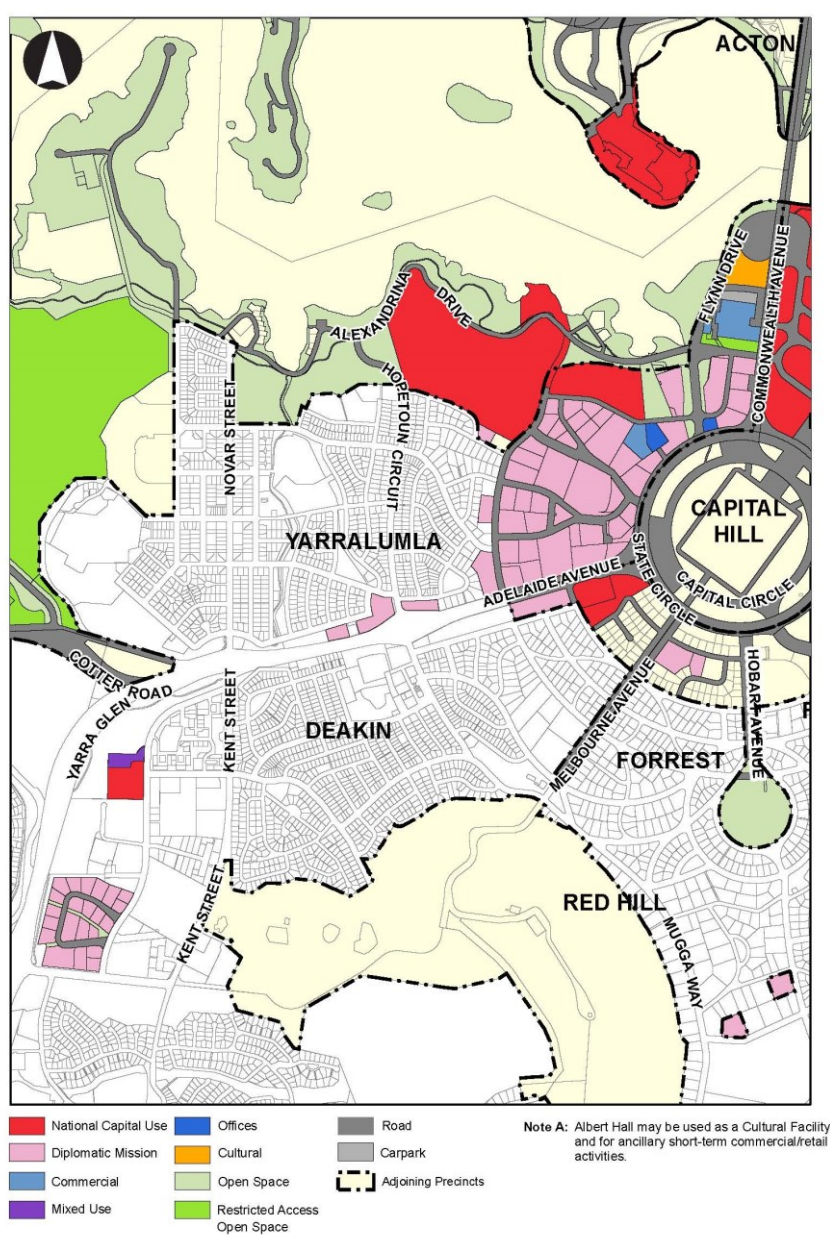 ACTON
FLYNN DRIVE
COMMONWEALTH AVENUE
ALEXANDRINA
DRIVE
HOPETOUN CIRCUIT
NOVAR STREET
CAPITAL
HILL
YARRALUMLA
STATE CIRCLE
ADELAIDE AVENUE
CAPITAL CIRCLE
COTTER ROAD
HOBART AVENUE
YARRA GLEN
KENT STREET
DEAKIN
MELBOURNE AVENUE
FORREST
KENT STREET
RED HILL
MUGGA WAY
National Capital Use
Diplomatic Mission
Commercial
Mixed Use
Offices
Cultural
Open Space
Restricted Access
Open Space
Road
Carpark
Adjoining Precincts
Note A: Albert Hall may be used as a Cultural Facility
and for ancillary short-term commercial/retail
activities.